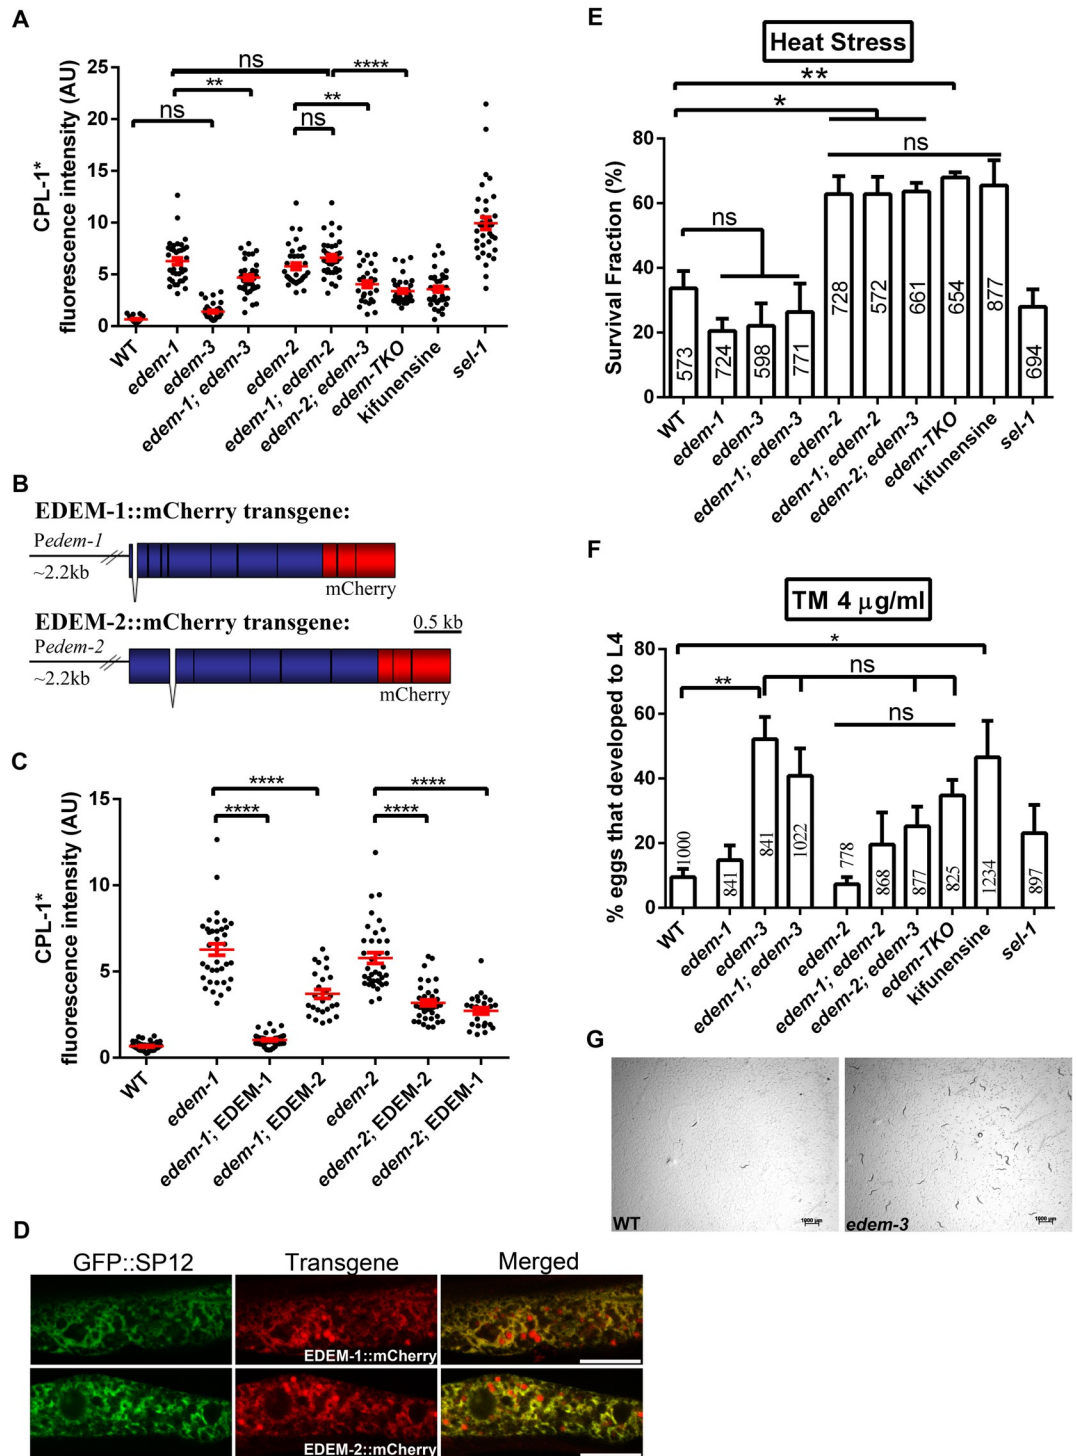 A
CPL-1*
fluorescence intensity (AU)
25
20
15
10
5
0
ns
****
**
ns
**
ns
WT
edem-1
edem-3
edem-1; edem-3
edem-2
edem-1; edem-2
edem-2; edem-3
edem-TKO
kifunensine
sel-1
B
EDEM-1::mCherry transgene:
Pedem-1
~2.2kb
mCherry
EDEM-2::mCherry transgene:
0.5 kb
Pedem-2
~2.2kb
mCherry
C
CPL-1*
fluorescence intensity (AU)
15
10
5
0
****
****
****
****
WT
edem-1
edem-1; EDEM-1
edem-1; EDEM-2
edem-2
edem-2; EDEM-2
edem-2; EDEM-1
D
GFP::SP12
Transgene
Merged
EDEM-1::mCherry
EDEM-2::mCherry
E
Heat Stress
Survival Fraction (%)
80
60
40
20
0
**
*
ns
ns
573
724
598
771
728
572
661
654
877
694
WT
edem-1
edem-3
edem-1; edem-3
edem-2
edem-1; edem-2
edem-2; edem-3
edem-TKO
kifunensine
sel-1
F
TM 4 μg/ml
% eggs that developed to L4
80
60
40
20
0
*
ns
**
ns
1000
841
841
1022
778
868
877
825
1234
897
WT
edem-1
edem-3
edem-1; edem-3
edem-2
edem-1; edem-2
edem-2; edem-3
edem-TKO
kifunensine
sel-1
G
WT
1000 μm
edem-3
1000 μm